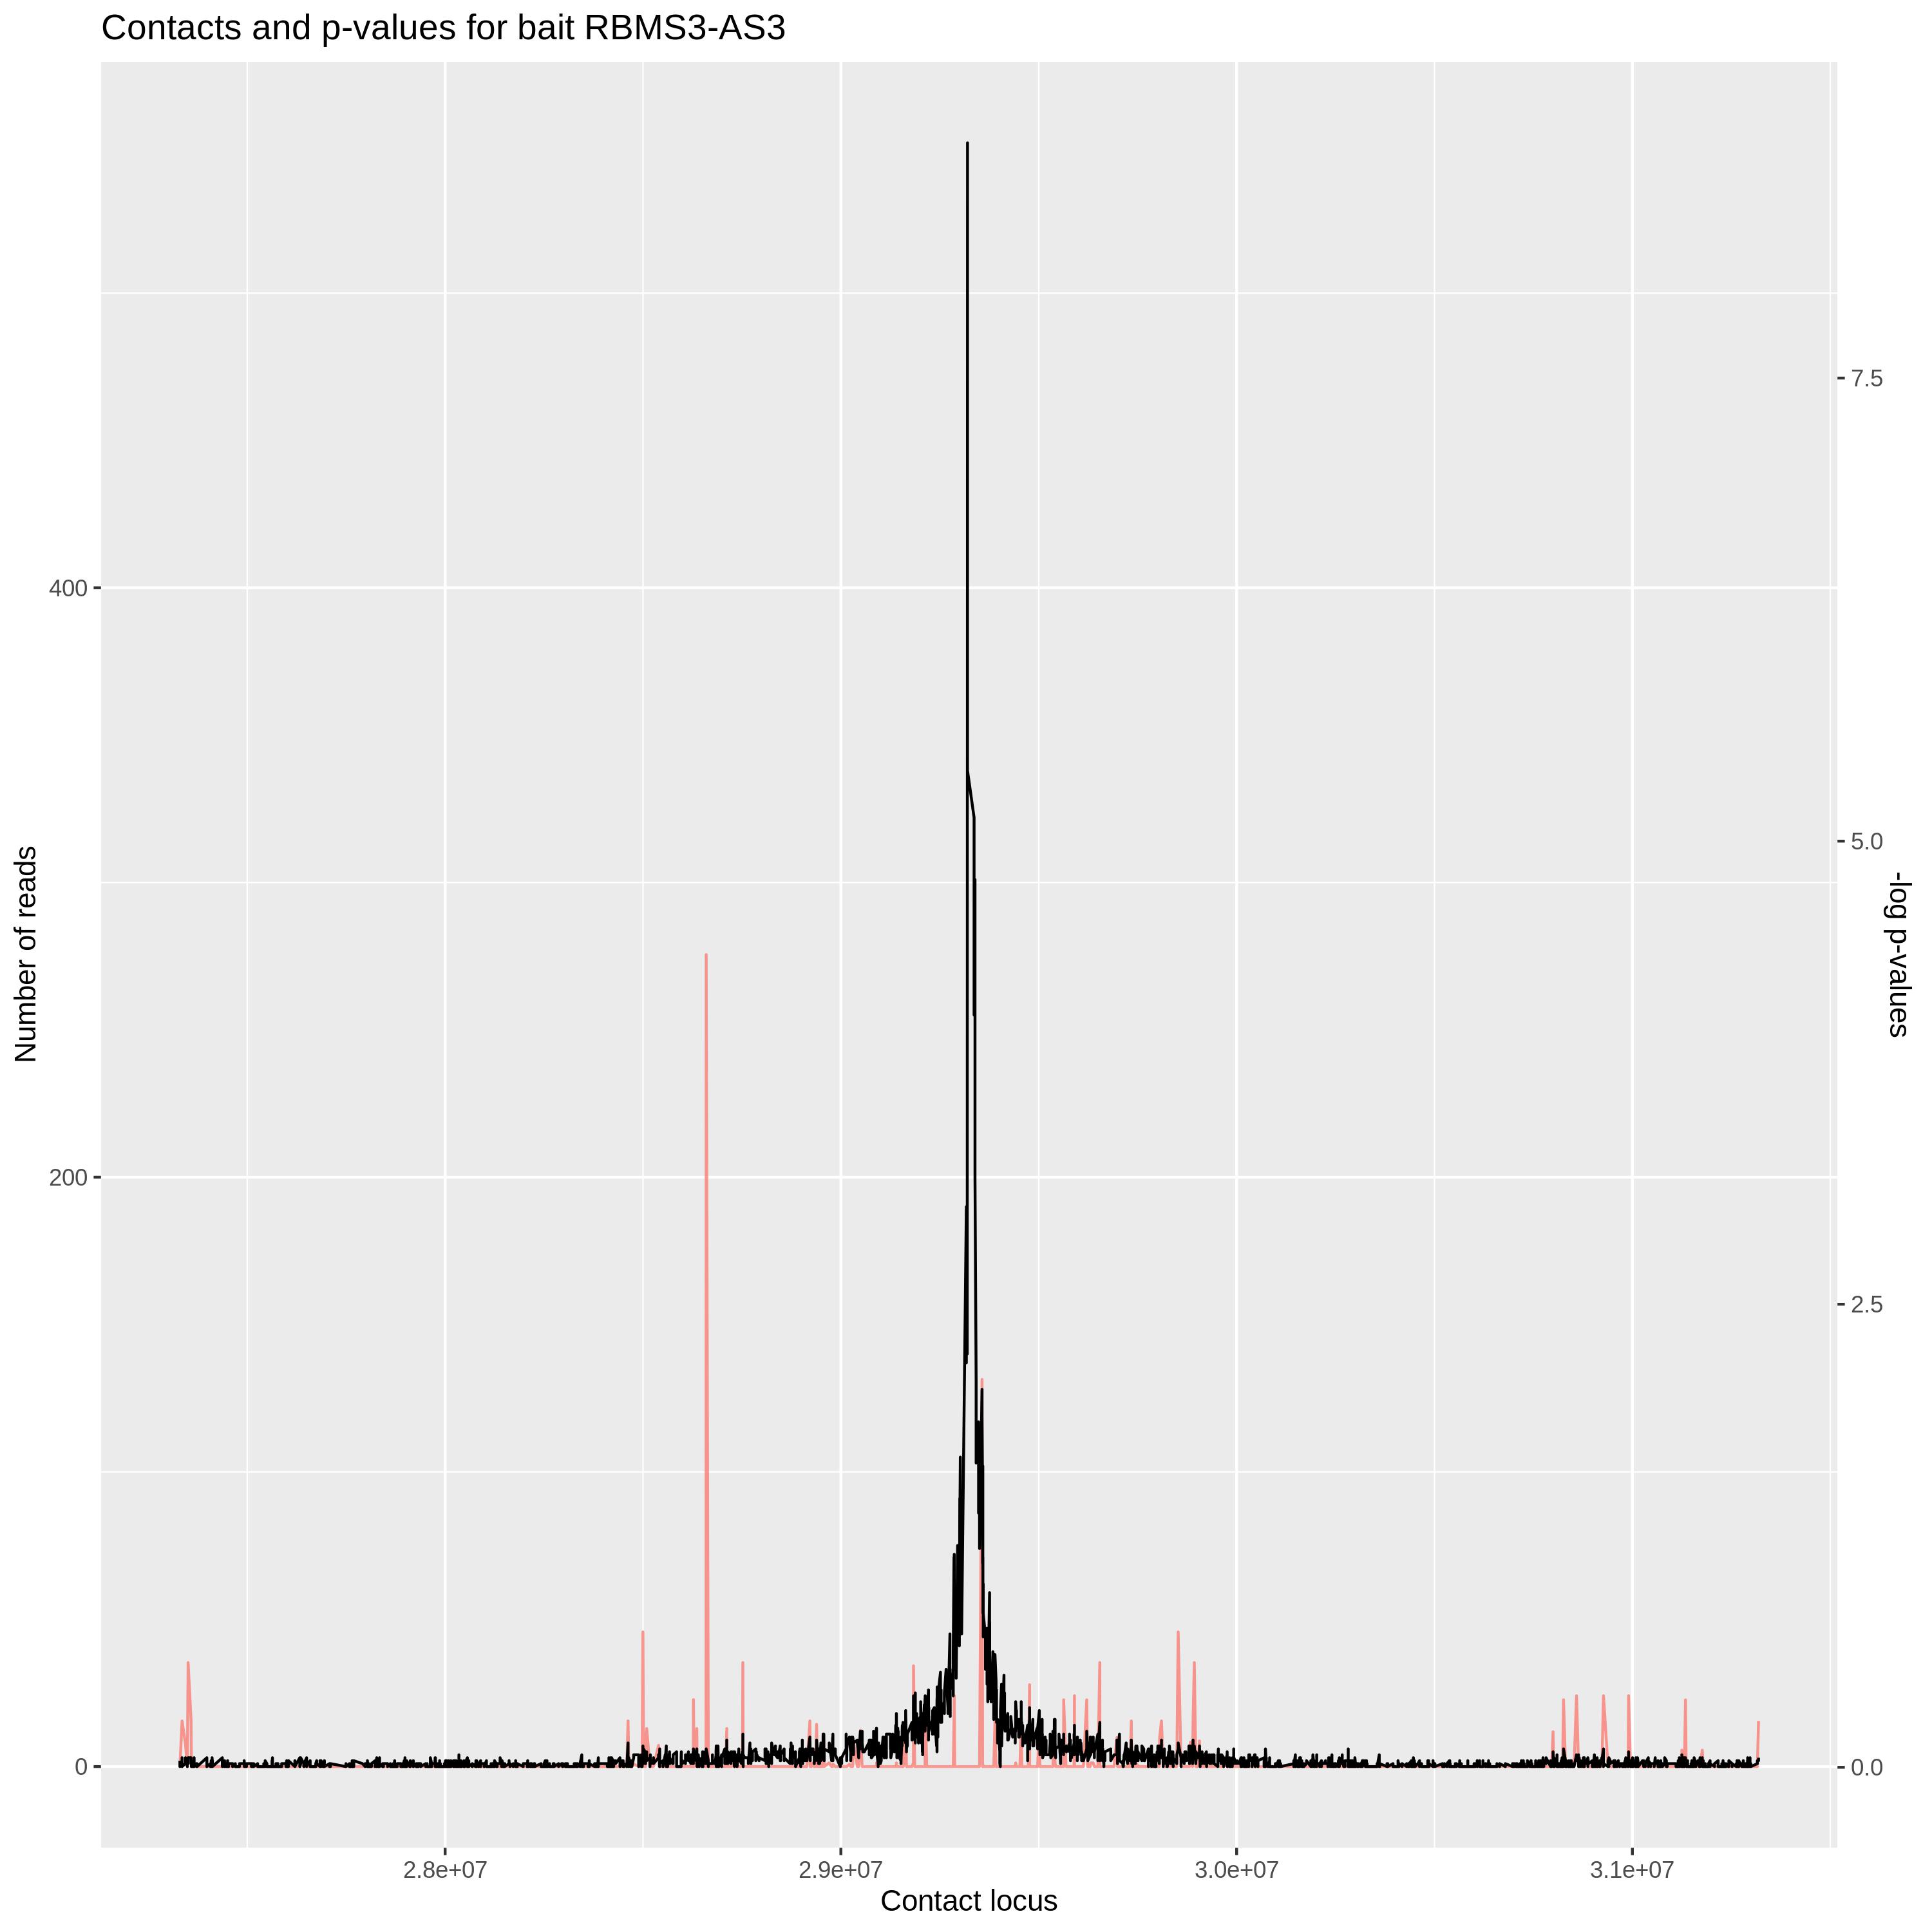 Contacts and p-values for bait RBMS3-AS3
Number of reads
400
200
0
7.5
5.0
2.5
0.0
-log p-values
2.8e+07
2.9e+07
3.0e+07
3.1e+07
Contact locus